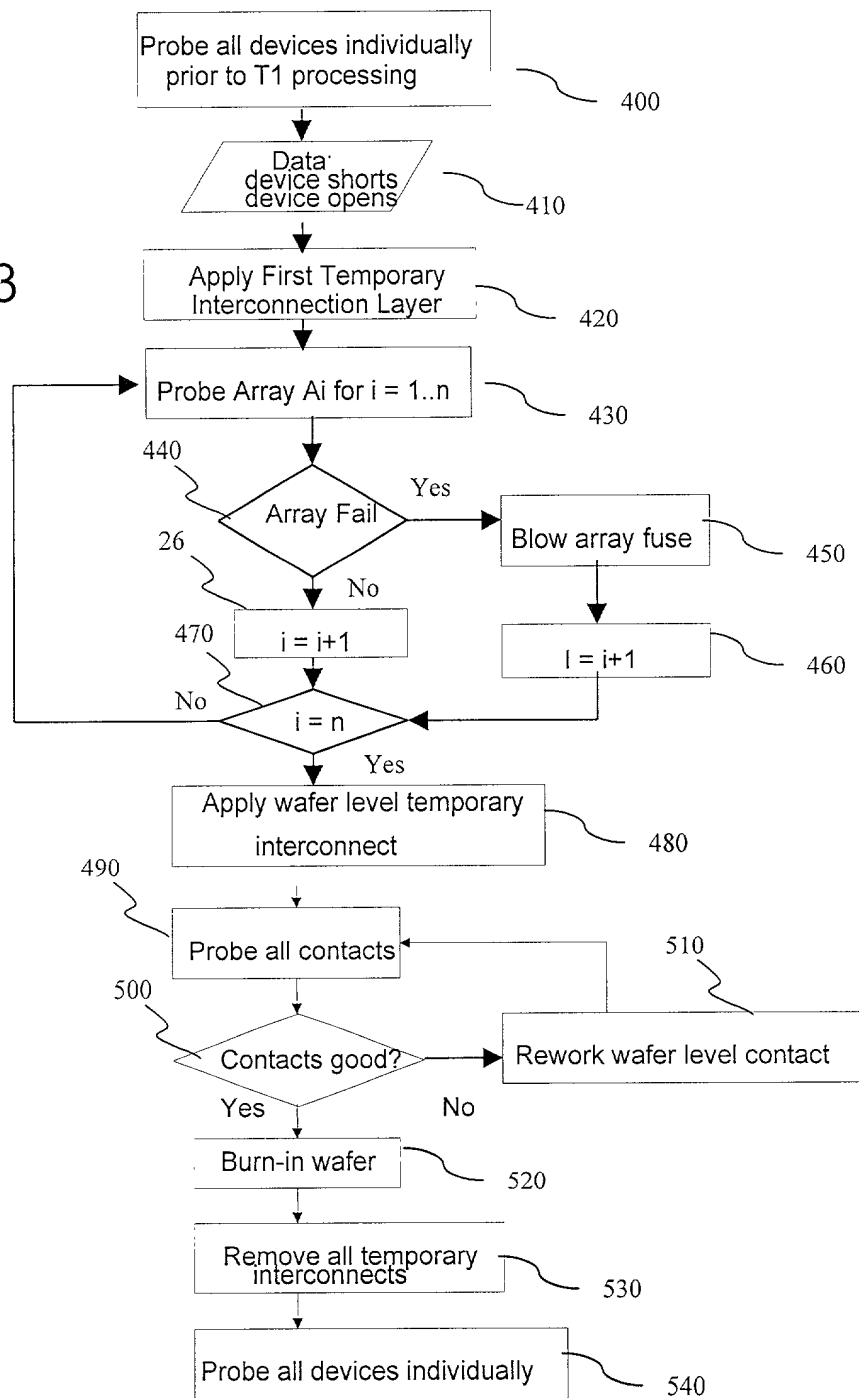 Probe all devices individually
prior to T1 processing
400
Data:
device shorts
device opens
410
3
Apply First Temporary
Interconnection Layer
420
Probe Array Ai for i = 1..n
430
440
Array Fail
Yes
Blow array fuse
450
26
No
i = i+1
I = i+1
460
470
No
i = n
Yes
Apply wafer level temporary
interconnect
480
490
Probe all contacts
510
500
Contacts good?
Rework wafer level contact
Yes
No
Burn-in wafer
520
Remove all temporary
interconnects
530
Probe all devices individually
540